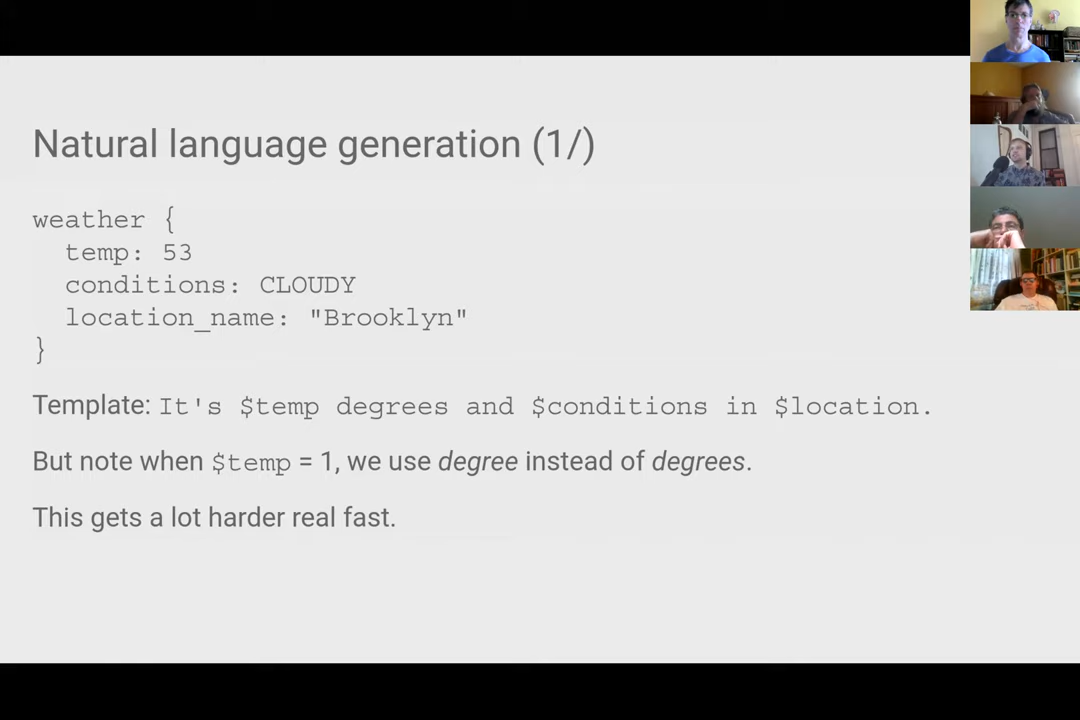 Natural language generation (1/)
weather {
temp: 53
conditions: CLOUDY
location_name: "Brooklyn"
}
Template: It's $temp degrees and $conditions in $location.
But note when $temp = 1, we use degree instead of degrees.
This gets a lot harder real fast.